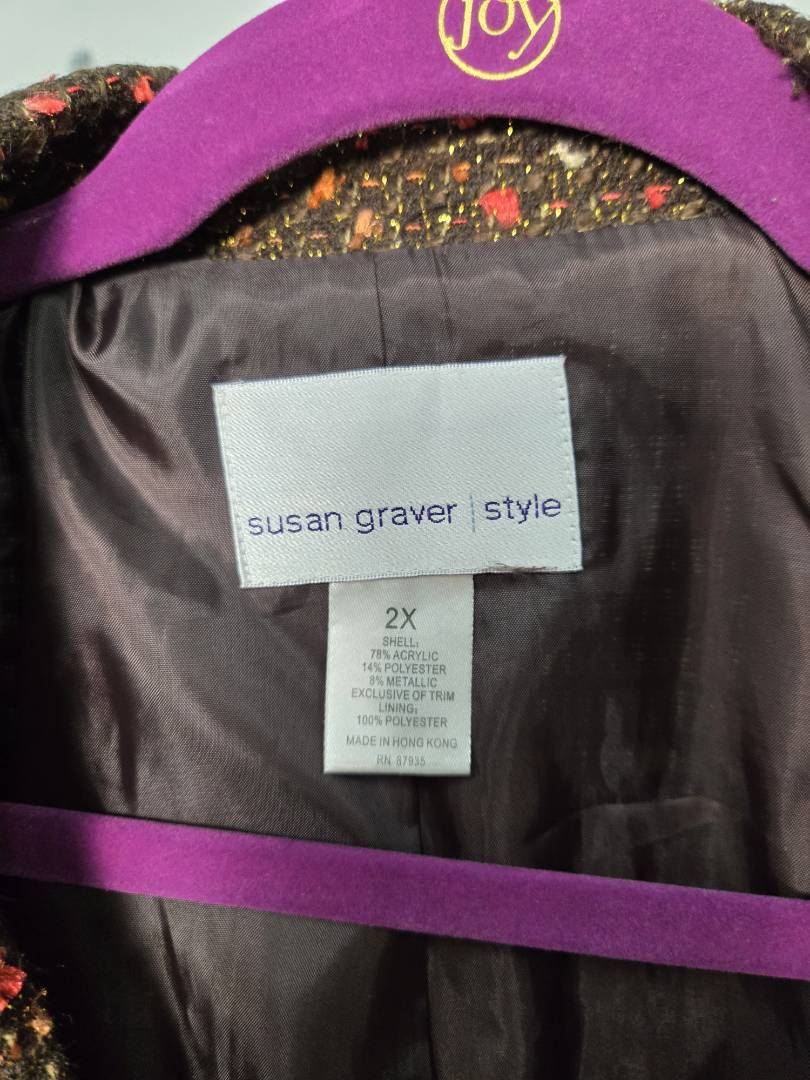 joy
susan graver | style
2X
SHELL:
78% ACRYLIC
14% POLYESTER
8% METALLIC
EXCLUSIVE OF TRIM
LINING:
100% POLYESTER
MADE IN HONG KONG
RN 87935